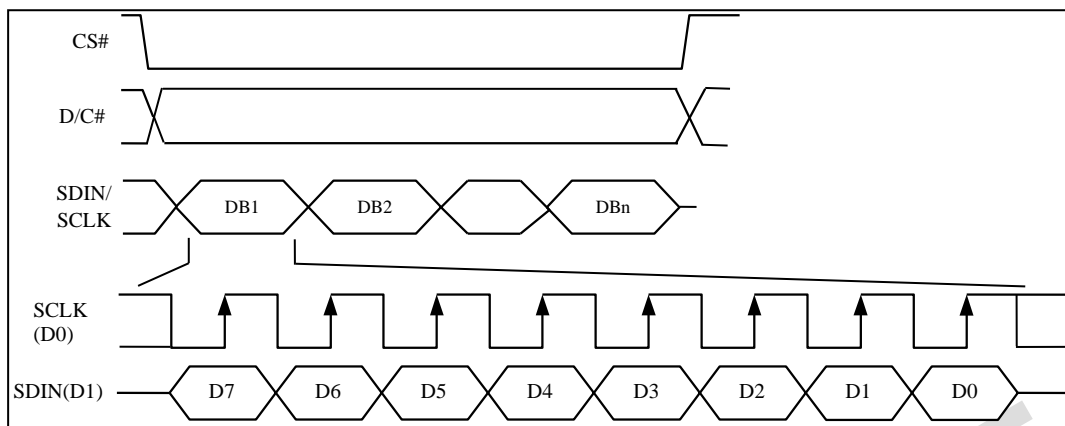 CS#
D/C#
SDIN/
SCLK
DB1 DB2 DBn
SCLK
(D0)
SDIN(D1) D7 D6 D5 D4 D3 D2 D1 D0